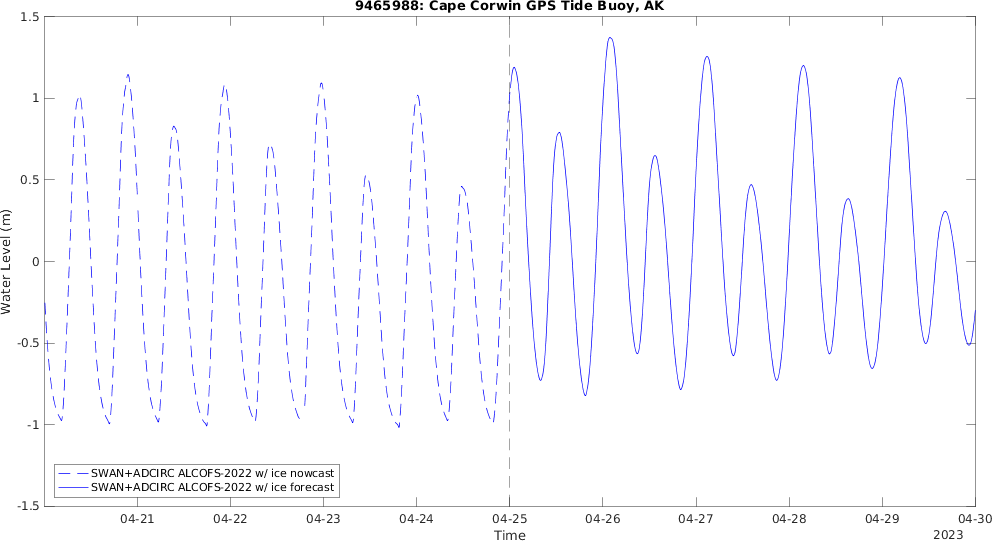 9465988: Cape Corwin GPS Tide Buoy, AK
1.5
1
0.5
0
-0.5
-1
-1.5
Water Level (m)
SWAN+ADCIRC ALCOFS-2022 w/ ice nowcast
SWAN+ADCIRC ALCOFS-2022 w/ ice forecast
04-21 04-22 04-23 04-24 04-25 04-26 04-27 04-28 04-29 04-30
Time
2023